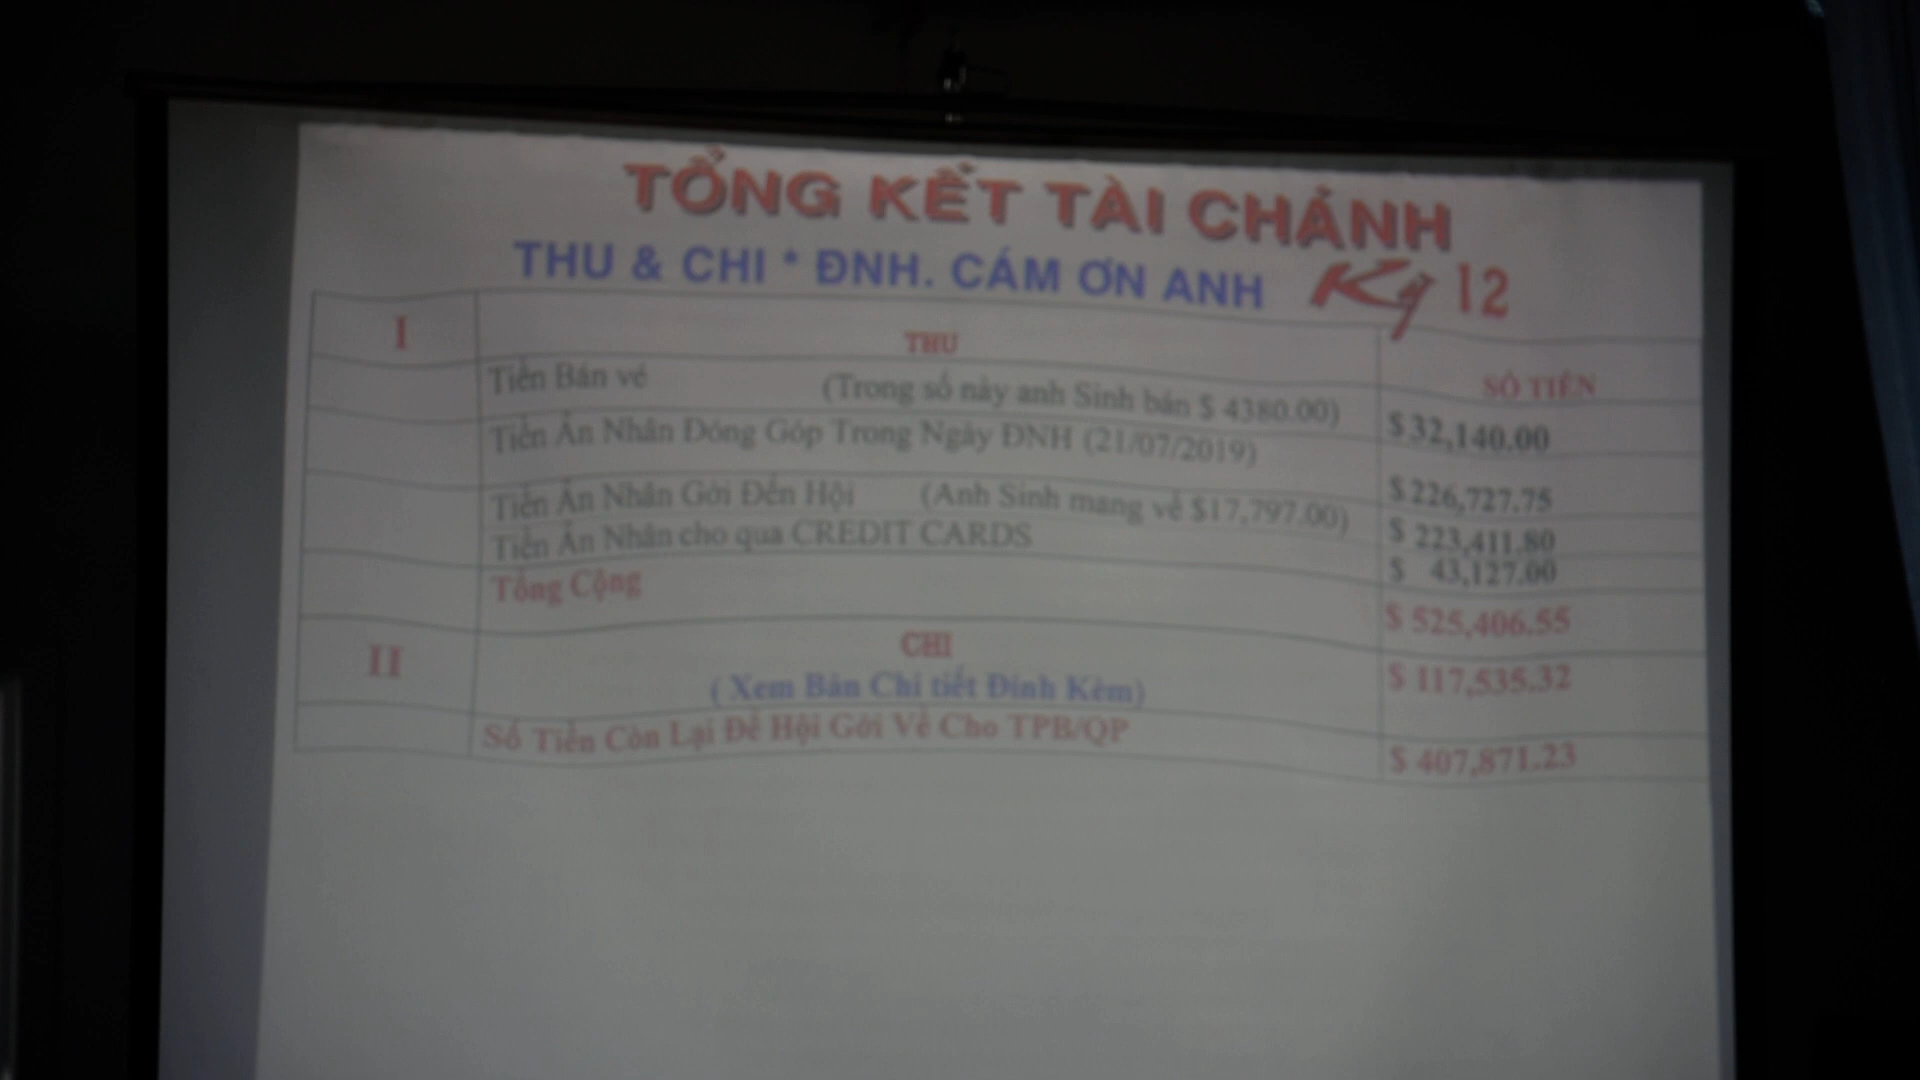 TỔNG KẾT TÀI CHÁNH
THU & CHI * ĐNH. CÁM ƠN ANH Kỳ 12
I THU SỐ TIỀN
Tiền Bán vé (Trong số này anh Sinh bán $ 4380.00) $ 32,140.00
Tiền Ân Nhân Đóng Góp Trong Ngày ĐNH (21/07/2019) $ 226,727.75
Tiền Ân Nhân Gởi Đến Hội (Anh Sinh mang về $17,797.00) $ 223,411.80
Tiền Ân Nhân cho qua CREDIT CARDS $ 43,127.00
Tổng Cộng $ 525,406.55
II CHI $ 117,535.32
( Xem Bản Chi tiết Đính Kèm)
Số Tiền Còn Lại Để Hội Gởi Về Cho TPB/QP $ 407,871.23